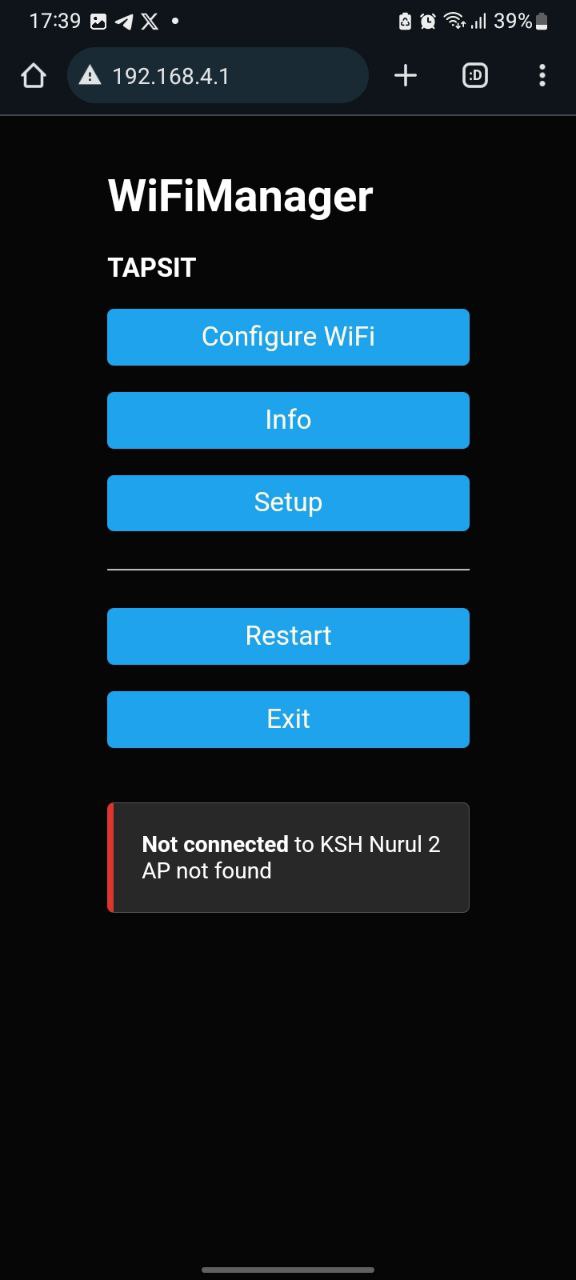 17:39
39%
192.168.4.1
:D
WiFiManager
TAPSIT
Configure WiFi
Info
Setup
Restart
Exit
Not connected to KSH Nurul 2
AP not found